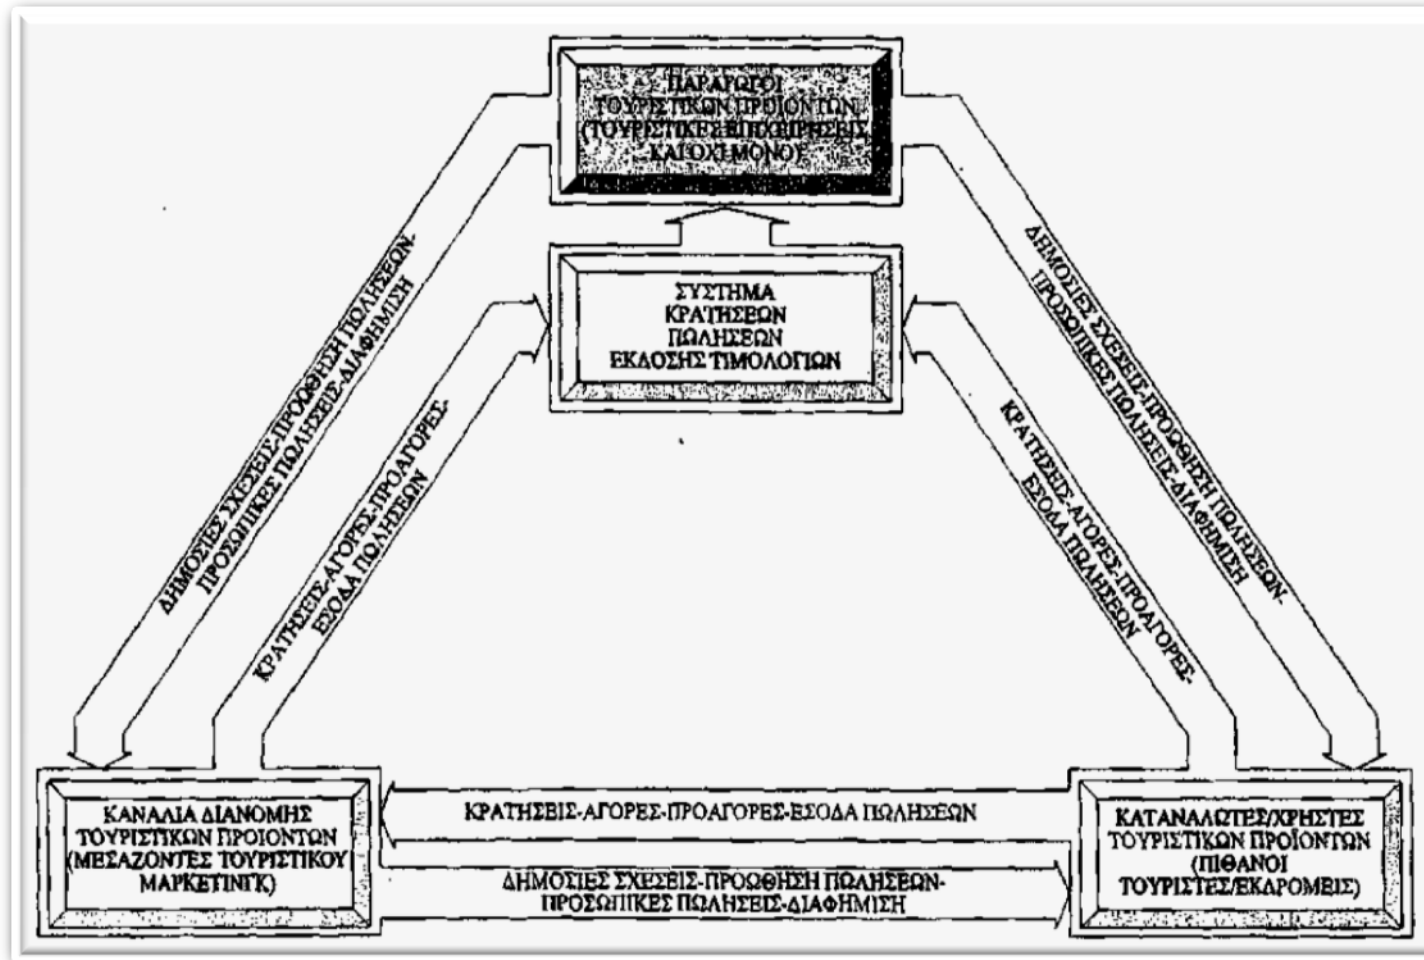 ΠΑΡΑΓΩΓΟΙ
ΤΟΥΡΙΣΤΙΚΩΝ ΠΡΟΪΟΝΤΩΝ
(ΤΟΥΡΙΣΤΙΚΕΣ ΕΠΙΧΕΙΡΗΣΕΙΣ
ΚΑΙ ΟΧΙ ΜΟΝΟ)
ΣΥΣΤΗΜΑ
ΚΡΑΤΗΣΕΩΝ
ΠΩΛΗΣΕΩΝ
ΕΚΔΟΣΗΣ ΤΙΜΟΛΟΓΙΩΝ
ΔΗΜΟΣΙΕΣ ΣΧΕΣΕΙΣ-ΠΡΟΩΘΗΣΗ ΠΩΛΗΣΕΩΝ-
ΠΡΟΣΩΠΙΚΕΣ ΠΩΛΗΣΕΙΣ-ΔΙΑΦΗΜΙΣΗ
ΚΡΑΤΗΣΕΙΣ-ΑΓΟΡΕΣ-ΠΡΟΑΓΟΡΕΣ-
ΕΣΟΔΑ ΠΩΛΗΣΕΩΝ
ΚΡΑΤΗΣΕΙΣ-ΑΓΟΡΕΣ-ΠΡΟΑΓΟΡΕΣ-
ΕΣΟΔΑ ΠΩΛΗΣΕΩΝ
ΔΗΜΟΣΙΕΣ ΣΧΕΣΕΙΣ-ΠΡΟΩΘΗΣΗ ΠΩΛΗΣΕΩΝ-
ΠΡΟΣΩΠΙΚΕΣ ΠΩΛΗΣΕΙΣ-ΔΙΑΦΗΜΙΣΗ
ΚΑΝΑΛΙΑ ΔΙΑΝΟΜΗΣ
ΤΟΥΡΙΣΤΙΚΩΝ ΠΡΟΙΟΝΤΩΝ
(ΜΕΣΑΖΟΝΤΕΣ ΤΟΥΡΙΣΤΙΚΟΥ
ΜΑΡΚΕΤΙΝΓΚ)
ΚΡΑΤΗΣΕΙΣ-ΑΓΟΡΕΣ-ΠΡΟΑΓΟΡΕΣ-ΕΣΟΔΑ ΠΩΛΗΣΕΩΝ
ΔΗΜΟΣΙΕΣ ΣΧΕΣΕΙΣ-ΠΡΟΩΘΗΣΗ ΠΩΛΗΣΕΩΝ-
ΠΡΟΣΩΠΙΚΕΣ ΠΩΛΗΣΕΙΣ-ΔΙΑΦΗΜΙΣΗ
ΚΑΤΑΝΑΛΩΤΕΣ/ΧΡΗΣΤΕΣ
ΤΟΥΡΙΣΤΙΚΩΝ ΠΡΟΪΟΝΤΩΝ
(ΠΙΘΑΝΟΙ
ΤΟΥΡΙΣΤΕΣ/ΕΚΔΡΟΜΕΙΣ)